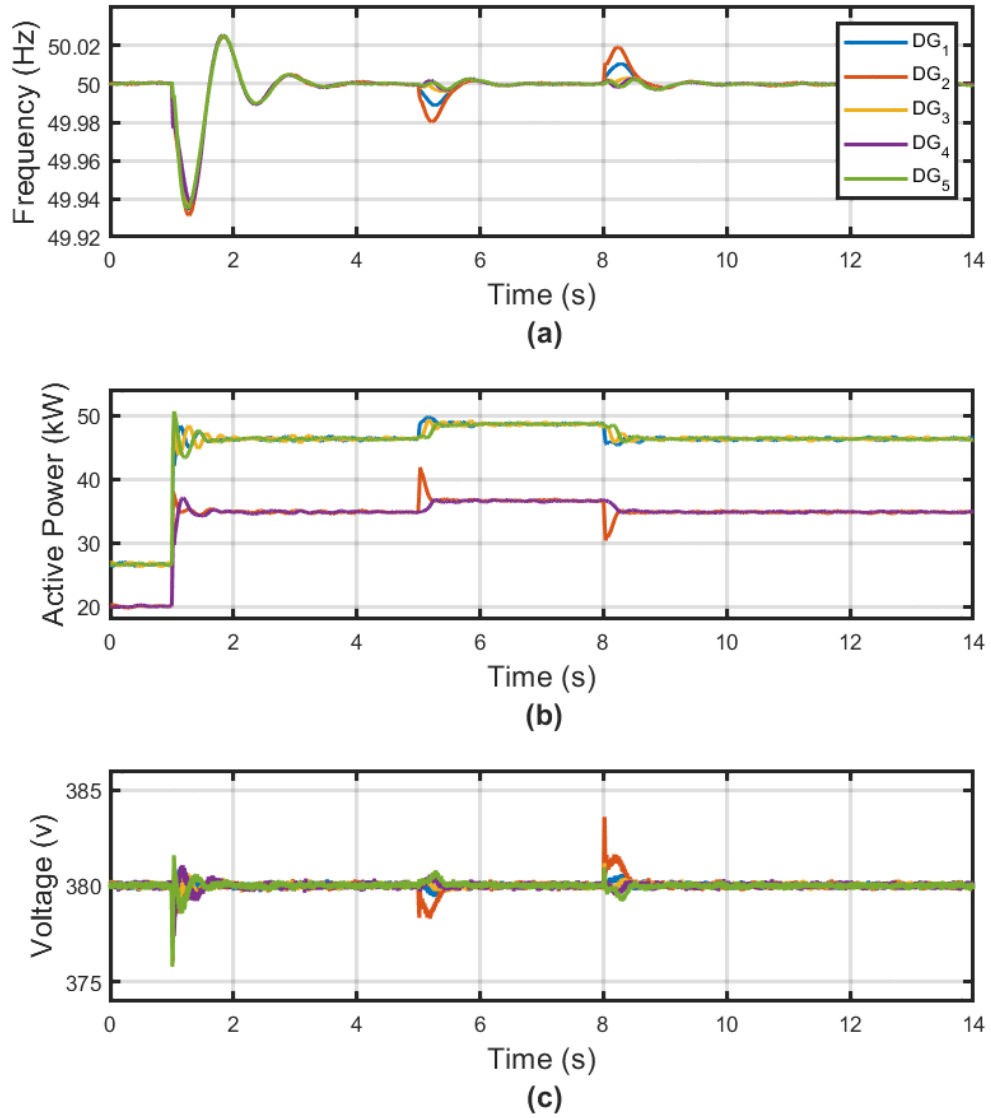 Frequency (Hz)
50.02
50
49.98
49.96
49.94
49.92
DG1
DG2
DG3
DG4
DG5
0 2 4 6 8 10 12 14
Time (s)
(a)
Active Power (kW)
50
40
30
20
0 2 4 6 8 10 12 14
Time (s)
(b)
Voltage (v)
385
380
375
0 2 4 6 8 10 12 14
Time (s)
(c)